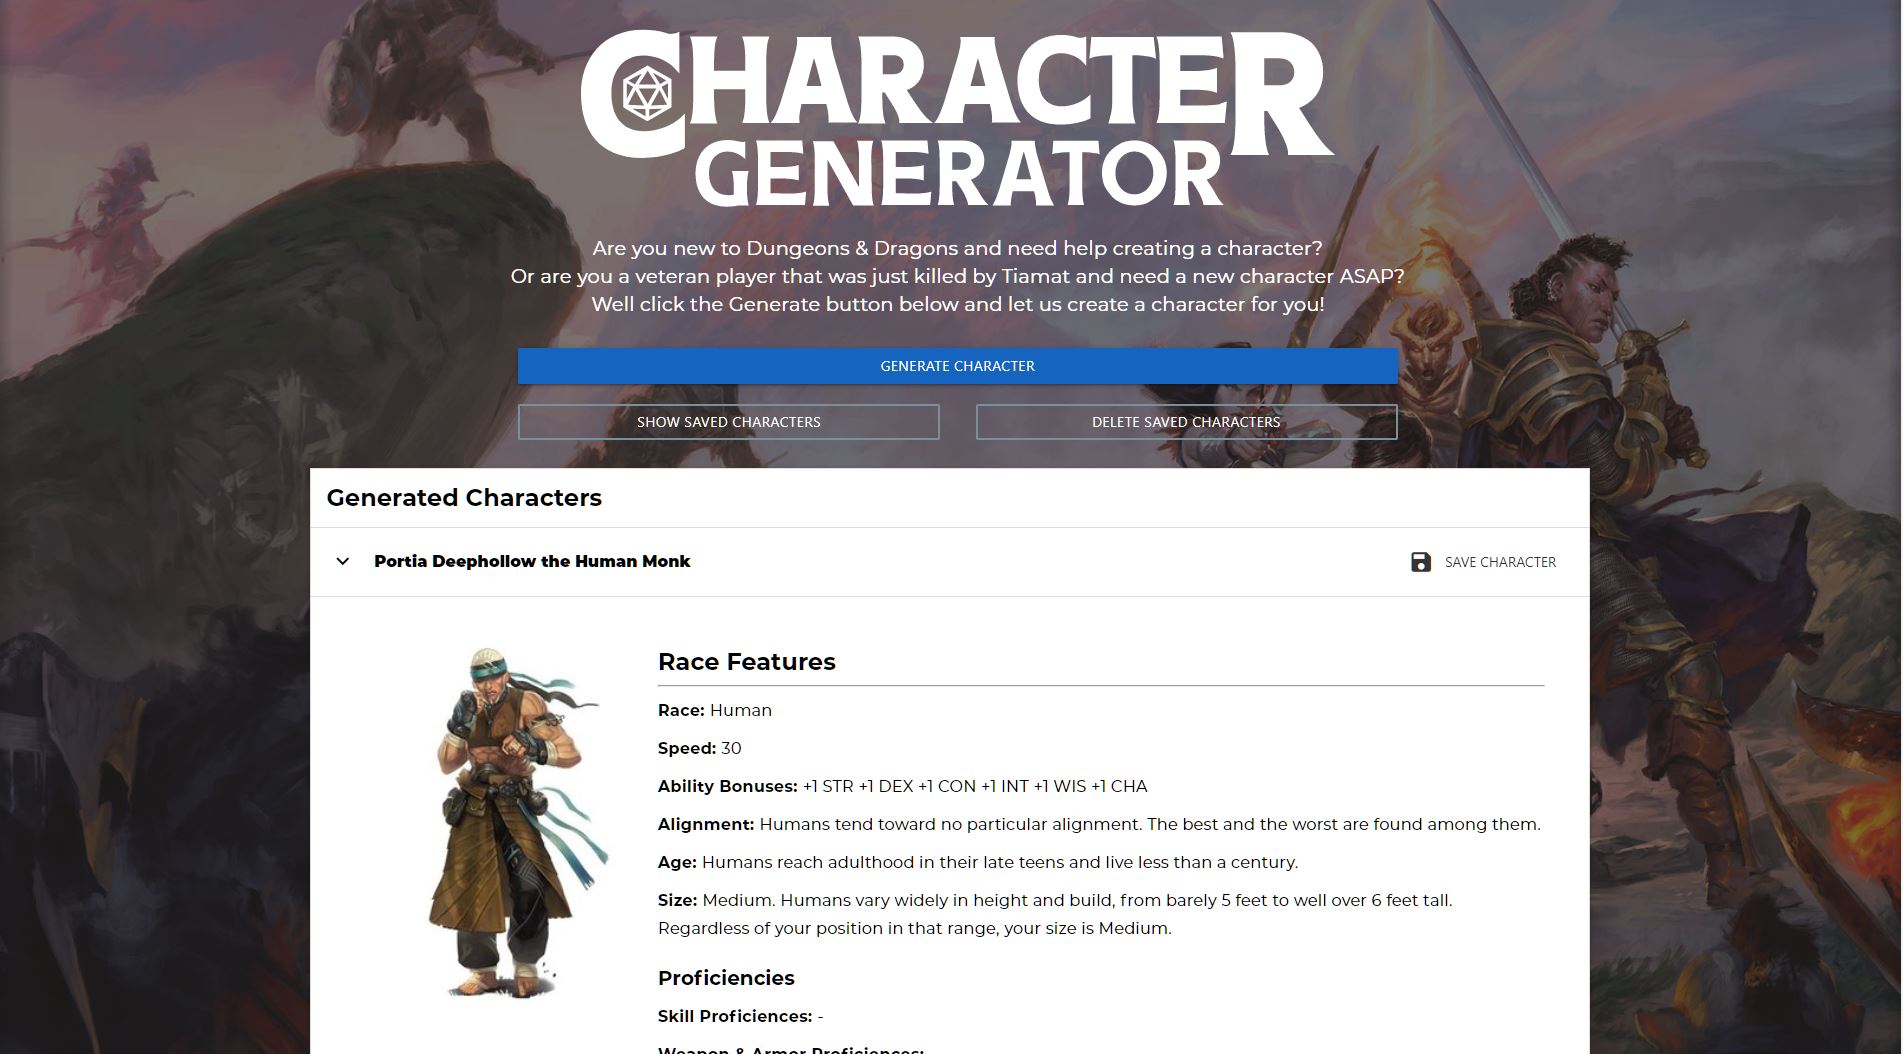 CHARACTER
GENERATOR
Are you new to Dungeons & Dragons and need help creating a character?
Or are you a veteran player that was just killed by Tiamat and need a new character ASAP?
Well click the Generate button below and let us create a character for you!
GENERATE CHARACTER
SHOW SAVED CHARACTERS
DELETE SAVED CHARACTERS
Generated Characters
Portia Deephollow the Human Monk
SAVE CHARACTER
Race Features
Race: Human
Speed: 30
Ability Bonuses: +1 STR +1 DEX +1 CON +1 INT +1 WIS +1 CHA
Alignment: Humans tend toward no particular alignment. The best and the worst are found among them.
Age: Humans reach adulthood in their late teens and live less than a century.
Size: Medium. Humans vary widely in height and build, from barely 5 feet to well over 6 feet tall.
Regardless of your position in that range, your size is Medium.
Proficiencies
Skill Proficiences: -
Weapon & Armor Proficiences: